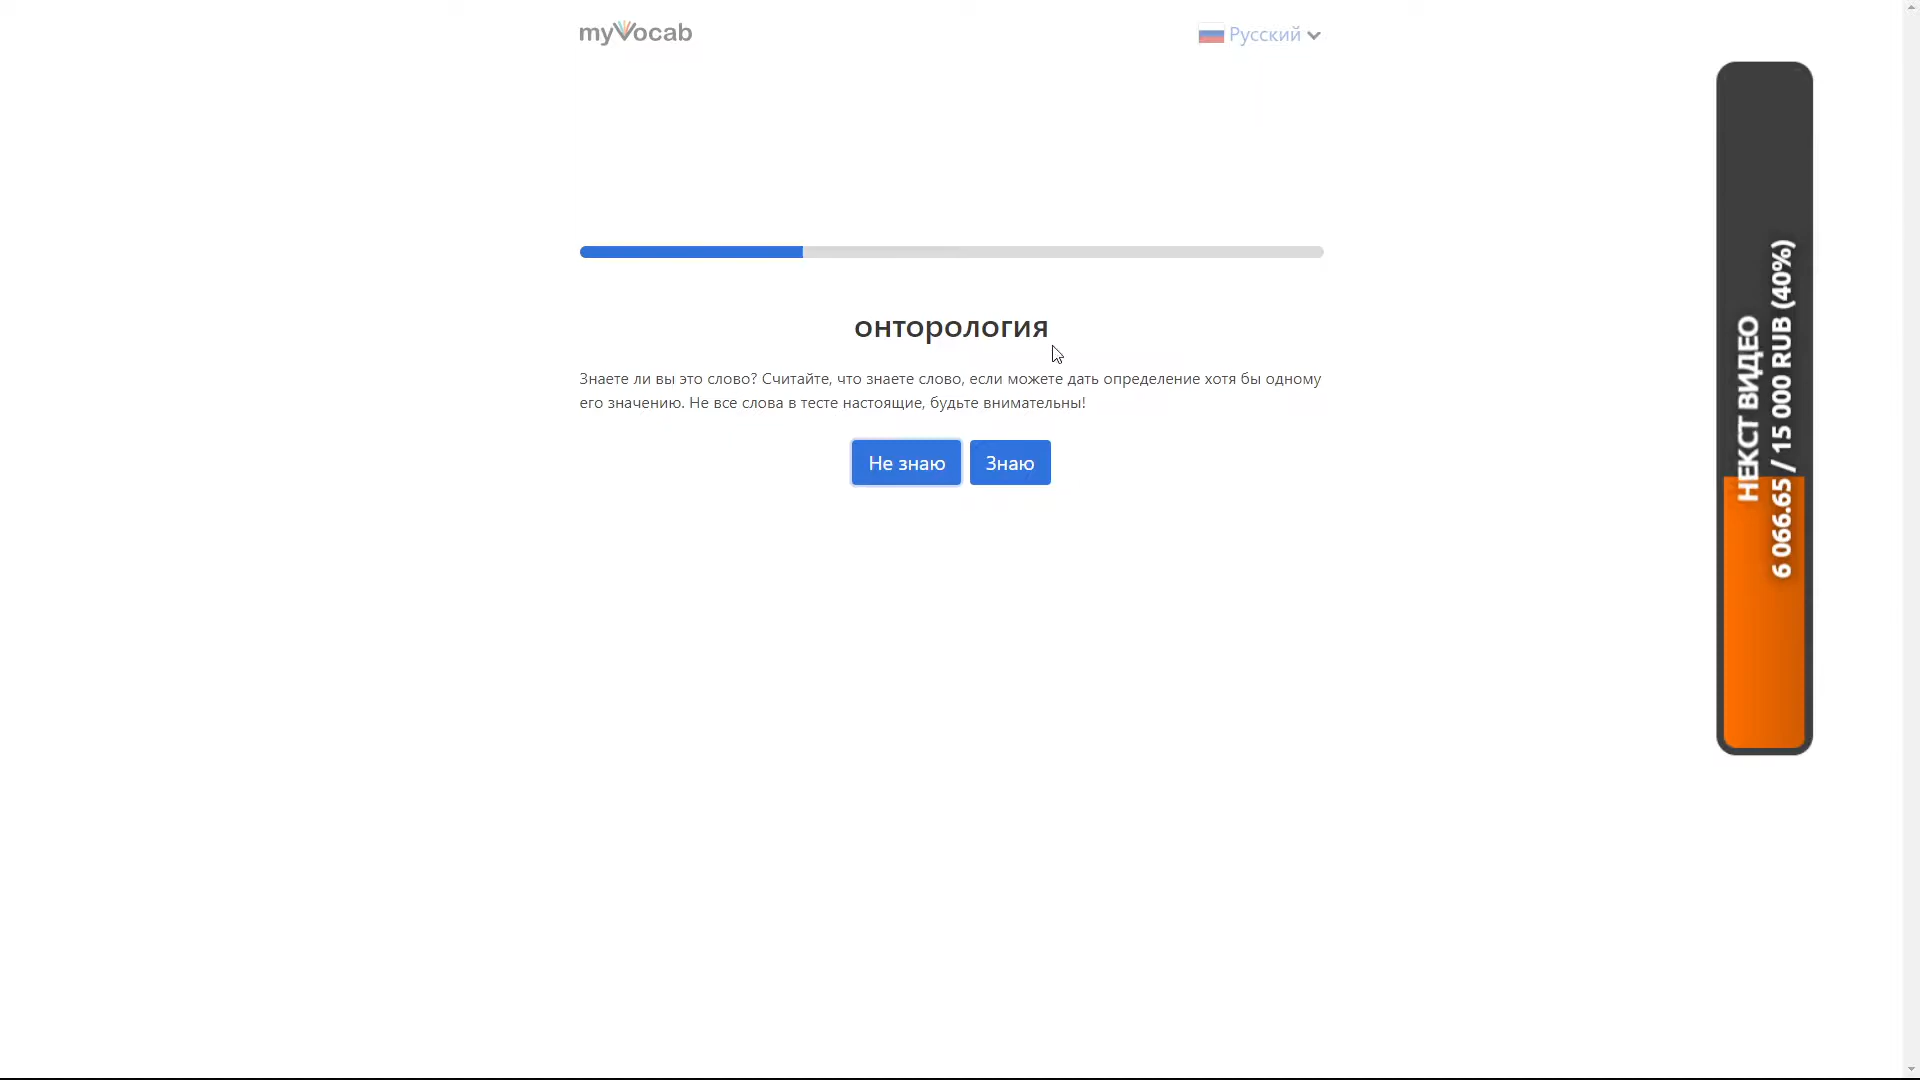 myVocab
Русский
онторология
Знаете ли вы это слово? Считайте, что знаете слово, если можете дать определение хотя бы одному
его значению. Не все слова в тесте настоящие, будьте внимательны!
Не знаю
Знаю
НЕКСТ ВИДЕО
6 066.65 / 15 000 RUB (40%)